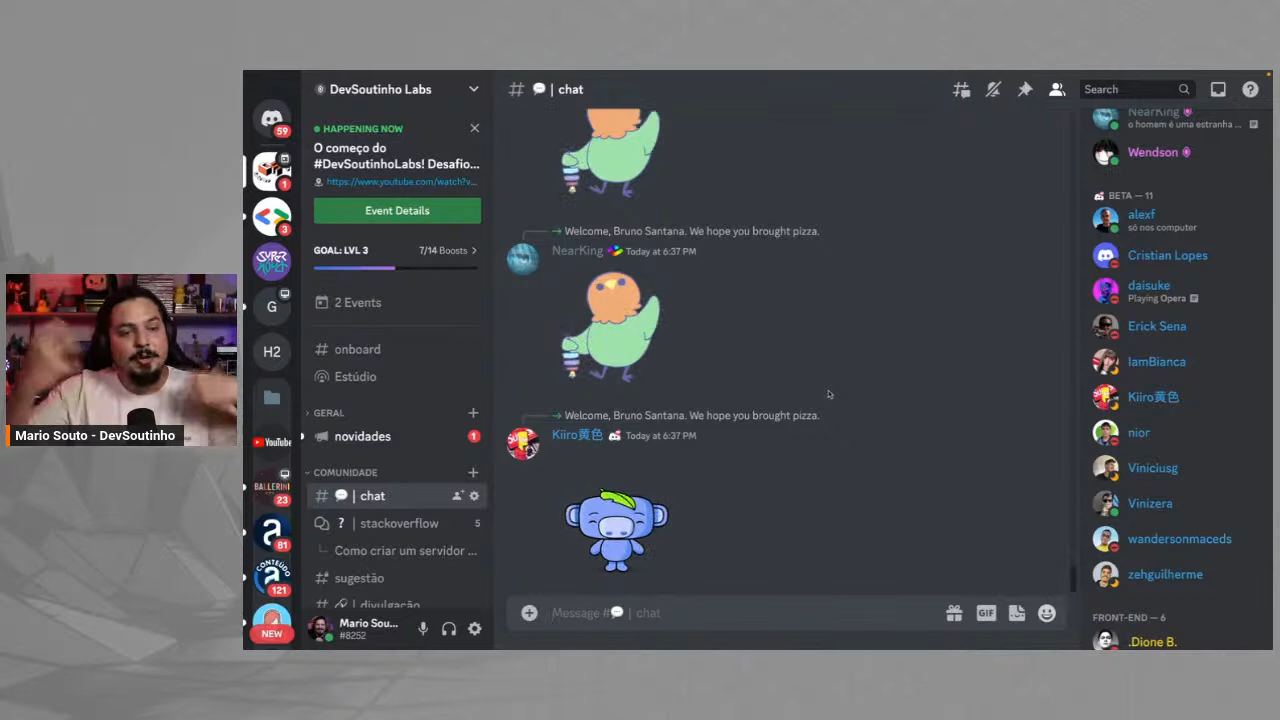 DevSoutinho Labs
59
HAPPENING NOW
O começo do
#DevSoutinhoLabs! Desafio...
https://www.youtube.com/watch?v...
Event Details
GOAL: LVL 3
7/14 Boosts
2 Events
onboard
Estúdio
GERAL
novidades
1
COMUNIDADE
| chat
? | stackoverflow
5
Como criar um servidor ...
sugestão
| divulgação
Mario Sou...
#8252
1
3
SUPER
G
H2
YouTube
BALLERINI
23
81
CONTEÚDO
121
NEW
Mario Souto - DevSoutinho
| chat
Search
Welcome, Bruno Santana. We hope you brought pizza.
NearKing Today at 6:37 PM
Welcome, Bruno Santana. We hope you brought pizza.
Kiiro黄色 Today at 6:37 PM
Message # | chat
GIF
NearKing
o homem é uma estranha ...
Wendson
BETA — 11
alexf
só nos computer
Cristian Lopes
daisuke
Playing Opera
Erick Sena
IamBianca
Kiiro黄色
nior
Viniciusg
Vinizera
wandersonmaceds
zehguilherme
FRONT-END — 6
.Dione B.